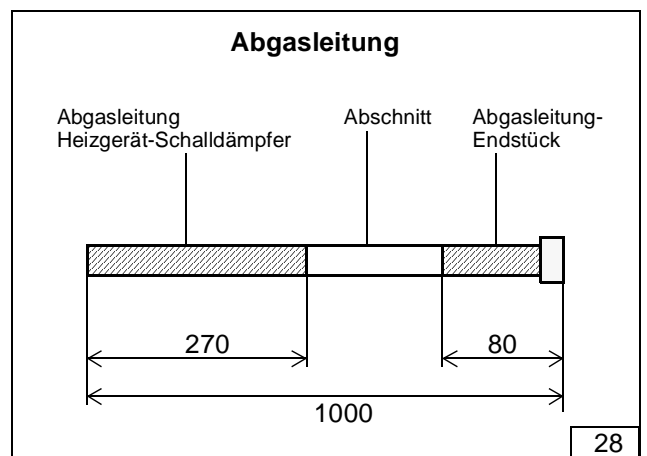 Abgasleitung
Abgasleitung
Heizgerät-Schalldämpfer
Abschnitt
Abgasleitung-
Endstück
270
80
1000
28